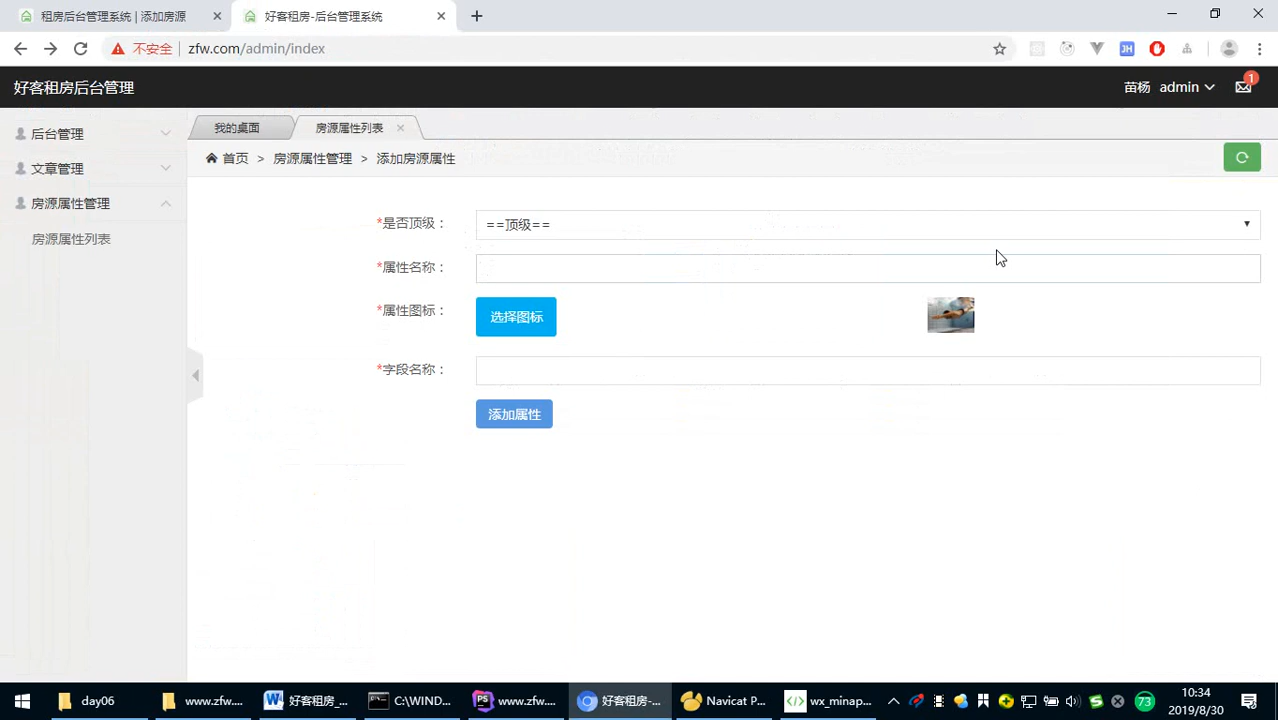 租房后台管理系统 | 添加房源
好客租房-后台管理系统
不安全 zfw.com/admin/index
JH
好客租房后台管理
苗杨 admin 1
后台管理
文章管理
房源属性管理
房源属性列表
我的桌面 房源属性列表
首页 > 房源属性管理 > 添加房源属性
*是否顶级： ==顶级==
*属性名称：
*属性图标： 选择图标
*字段名称：
添加属性
day06 www.zfw.... 好客租房_... C:\WIND... www.zfw.... 好客租房-... Navicat P... wx_minap... 73
10:34
2019/8/30